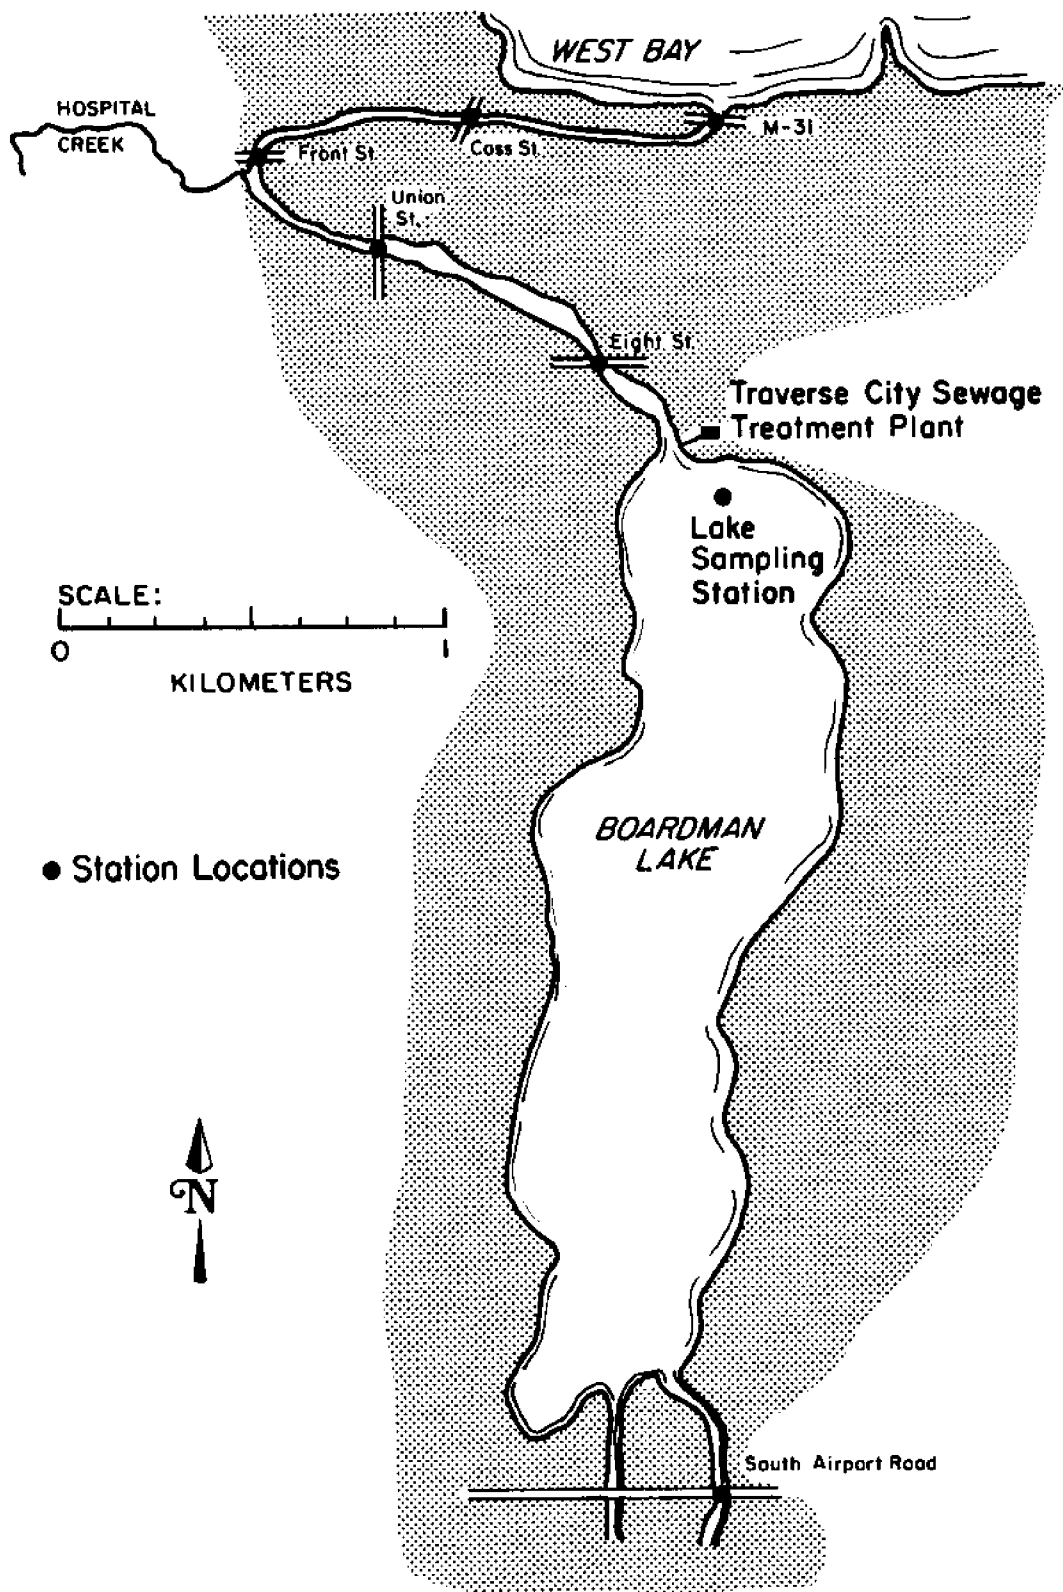 WEST BAY
HOSPITAL
CREEK
M-31
Cass St.
Front St.
Union
St.
Eight St.
Traverse City Sewage
Treatment Plant
Lake
Sampling
Station
SCALE:
0 1
KILOMETERS
BOARDMAN
LAKE
Station Locations
N
South Airport Road